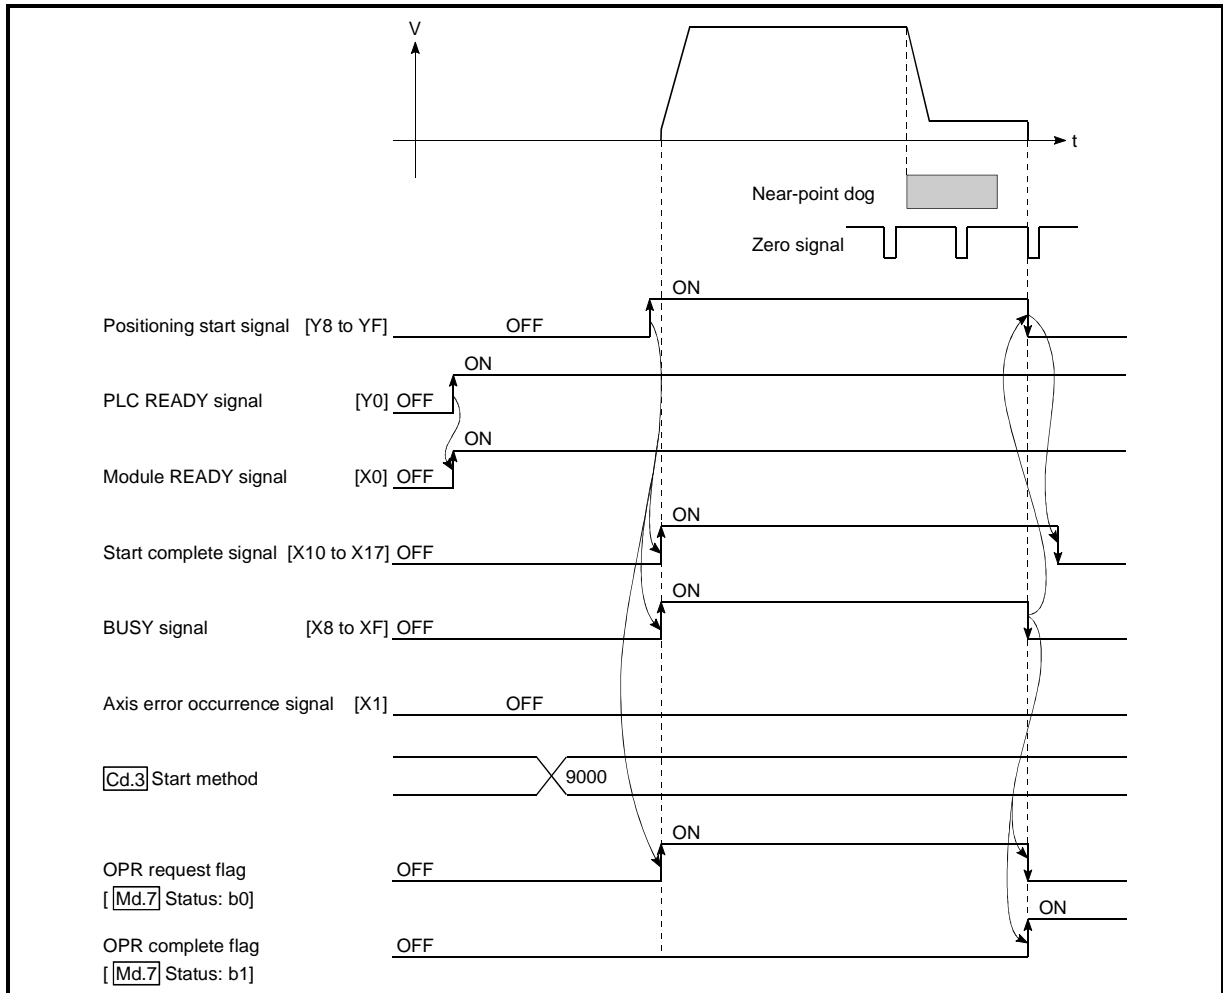 V
t
Near-point dog
Zero signal
ON
Positioning start signal [Y8 to YF] OFF
ON
PLC READY signal [Y0] OFF
ON
Module READY signal [X0] OFF
ON
Start complete signal [X10 to X17] OFF
ON
BUSY signal [X8 to XF] OFF
Axis error occurrence signal [X1] OFF
Cd.3 Start method 9000
ON
OPR request flag OFF
[ Md.7 Status: b0]
ON
OPR complete flag OFF
[ Md.7 Status: b1]